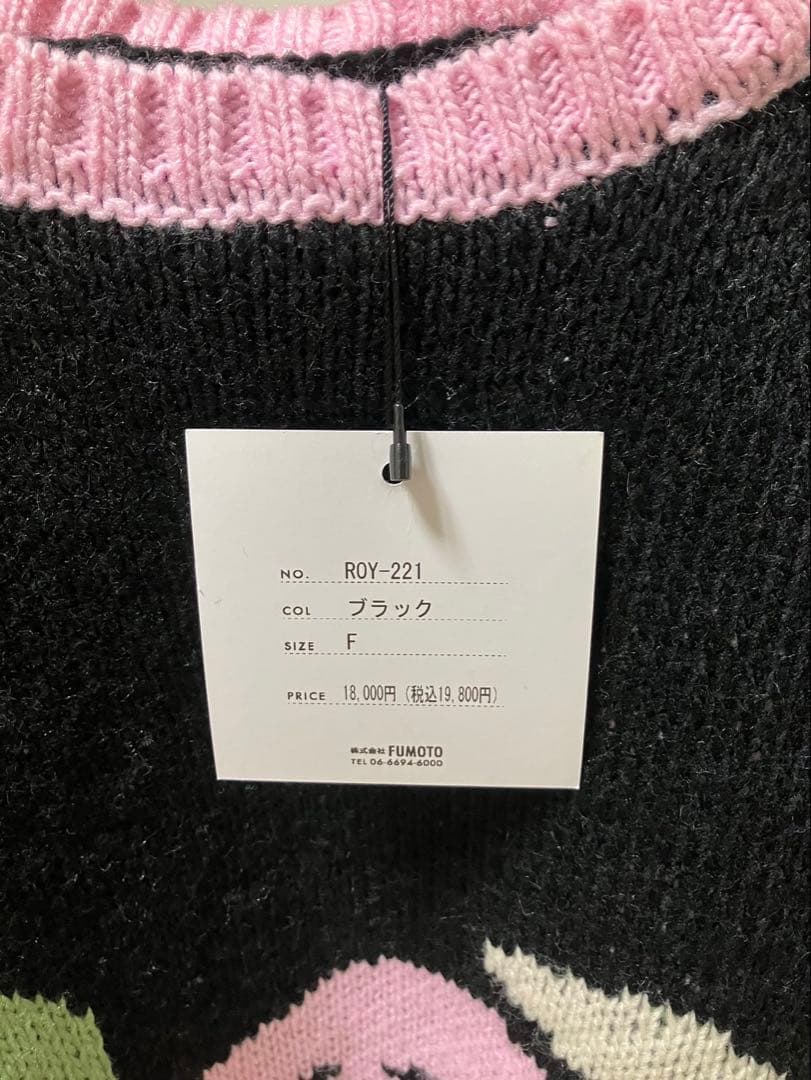 NO. ROY-221
COL ブラック
SIZE F
PRICE 18,000円 (税込19,800円)
株式会社 FUMOTO
TEL 06-6694-6000